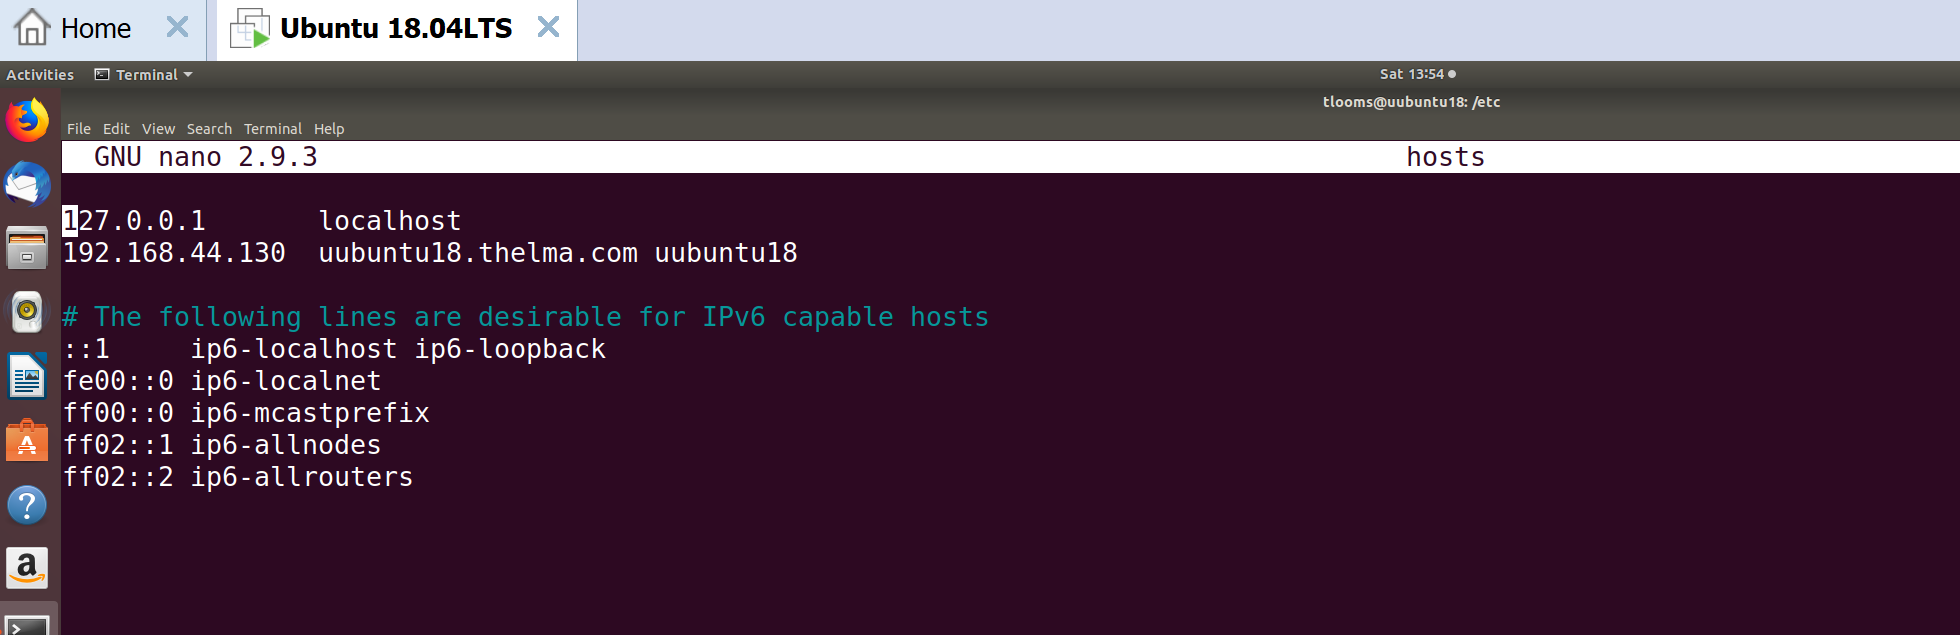 Home
Ubuntu 18.04LTS
Activities Terminal Sat 13:54
tlooms@uubuntu18: /etc
File Edit View Search Terminal Help
GNU nano 2.9.3 hosts
127.0.0.1 localhost
192.168.44.130 uubuntu18.thelma.com uubuntu18
# The following lines are desirable for IPv6 capable hosts
::1 ip6-localhost ip6-loopback
fe00::0 ip6-localnet
ff00::0 ip6-mcastprefix
ff02::1 ip6-allnodes
ff02::2 ip6-allrouters